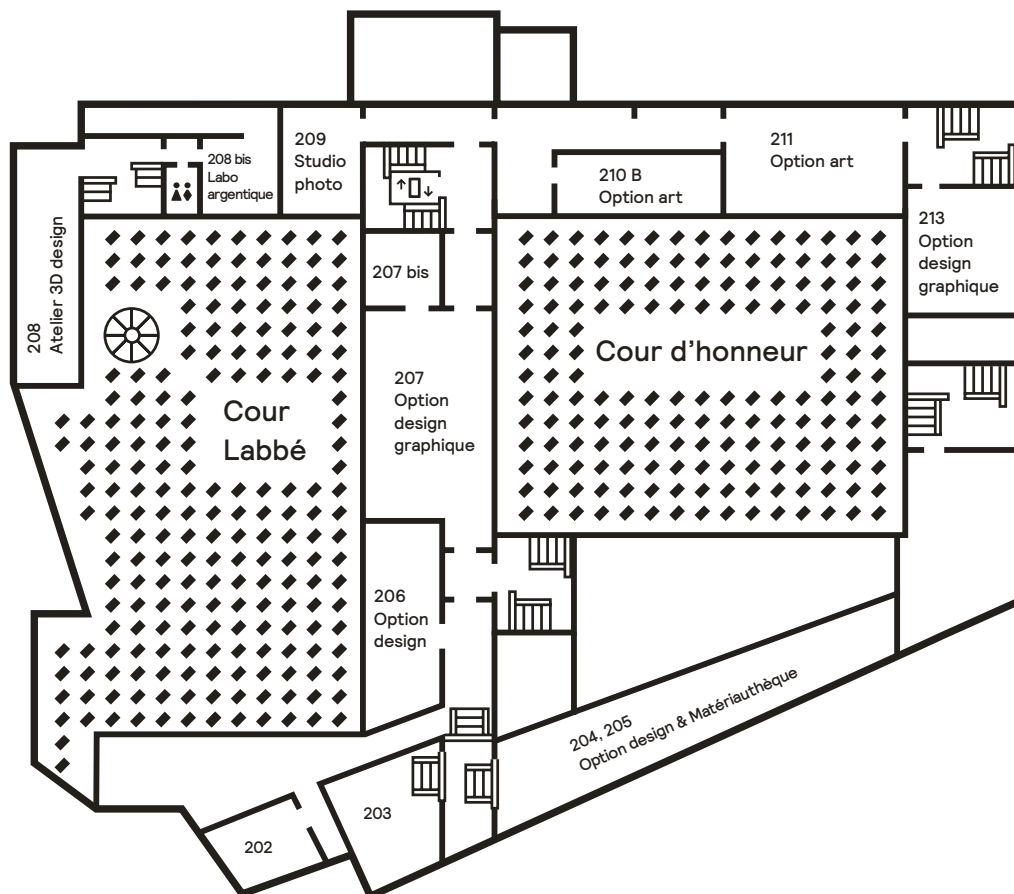 209
Studio
photo
208 bis
Labo
argentique
211
Option art
210 B
Option art
213
Option
design
graphique
207 bis
208
Atelier 3D design
Cour d’honneur
207
Option
design
graphique
Cour
Labbé
206
Option
design
204, 205
Option design & Matériauthèque
203
202